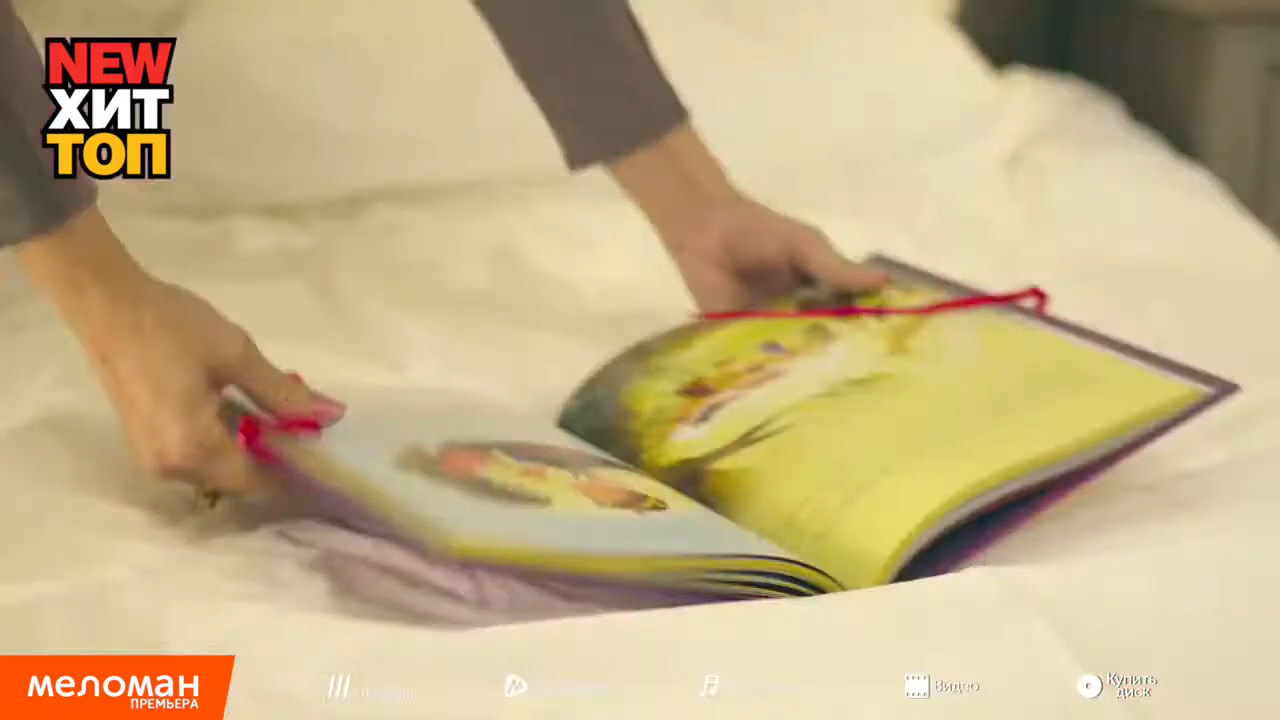 NEW
ХИТ
ТОП
меломан
ПРЕМЬЕРА
Видео
Купить
диск